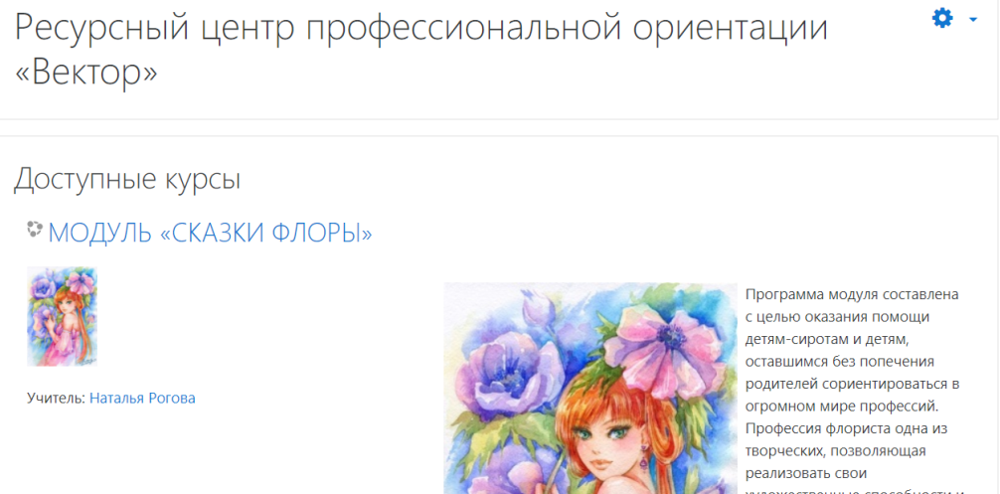 Ресурсный центр профессиональной ориентации
«Вектор»
Доступные курсы
МОДУЛЬ «СКАЗКИ ФЛОРЫ»
Учитель: Наталья Рогова
Программа модуля составлена
с целью оказания помощи
детям-сиротам и детям,
оставшимся без попечения
родителей сориентироваться в
огромном мире профессий.
Профессия флориста одна из
творческих, позволяющая
реализовать свои
художественные способности и